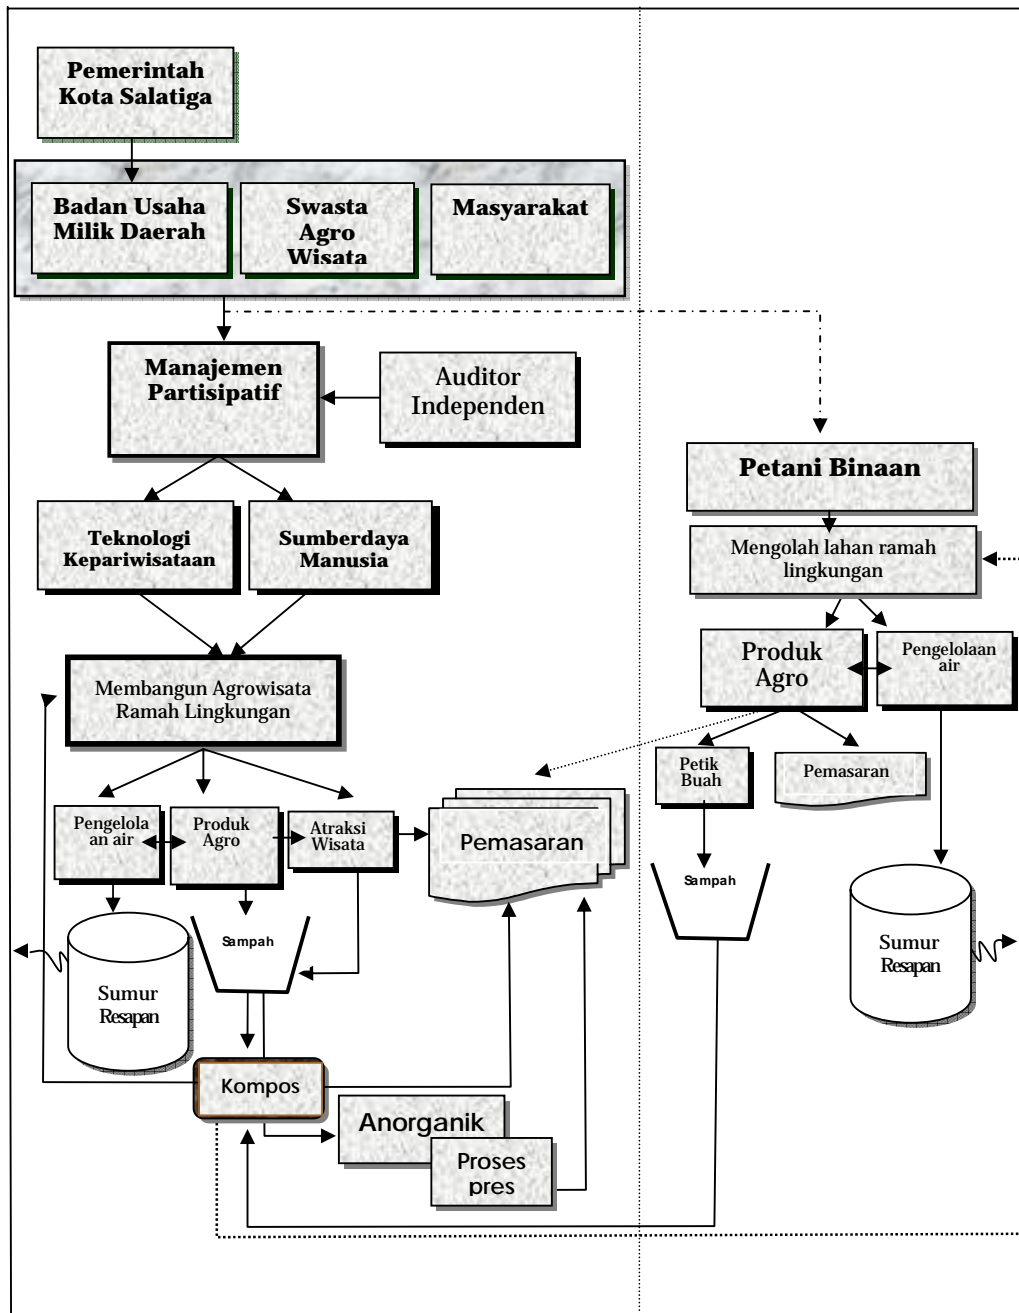 Pemerintah
Kota Salatiga
Badan Usaha
Milik Daerah
Swasta
Agro
Wisata
Masyarakat
Manajemen
Partisipatif
Auditor
Independen
Teknologi
Kepariwisataan
Sumberdaya
Manusia
Membangun Agrowisata
Ramah Lingkungan
Pengelola
an air
Produk
Agro
Atraksi
Wisata
Pemasaran
Sampah
Sumur
Resapan
Kompos
Anorganik
Proses
pres
Petani Binaan
Mengolah lahan ramah
lingkungan
Produk
Agro
Pengelolaan
air
Petik
Buah
Pemasaran
Sampah
Sumur
Resapan